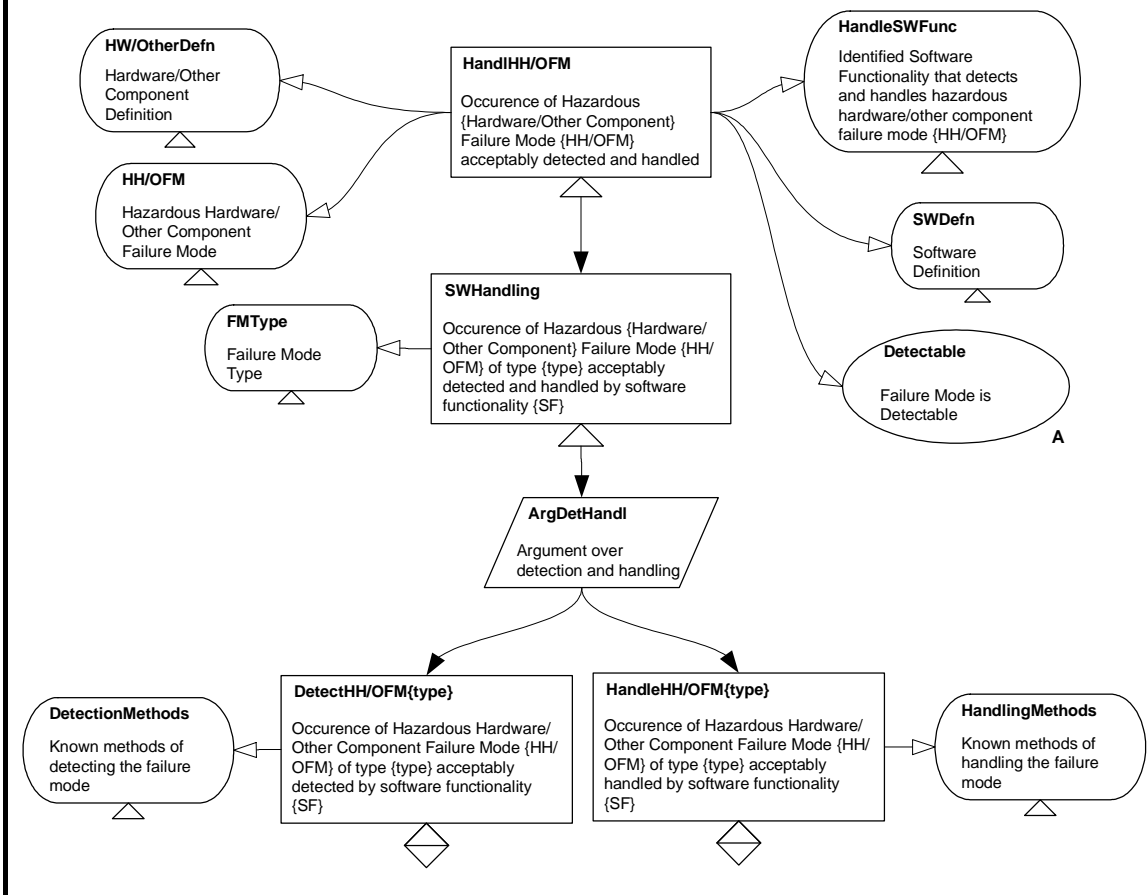 HW/OtherDefn
Hardware/Other
Component
Definition
HH/OFM
Hazardous Hardware/
Other Component
Failure Mode
HandlHH/OFM
Occurence of Hazardous
{Hardware/Other Component}
Failure Mode {HH/OFM}
acceptably detected and handled
HandleSWFunc
Identified Software
Functionality that detects
and handles hazardous
hardware/other component
failure mode {HH/OFM}
SWDefn
Software
Definition
Detectable
Failure Mode is
Detectable
A
FMType
Failure Mode
Type
SWHandling
Occurence of Hazardous {Hardware/
Other Component} Failure Mode {HH/
OFM} of type {type} acceptably
detected and handled by software
functionality {SF}
ArgDetHandl
Argument over
detection and handling
DetectionMethods
Known methods of
detecting the failure
mode
DetectHH/OFM{type}
Occurence of Hazardous Hardware/
Other Component Failure Mode {HH/
OFM} of type {type} acceptably
detected by software functionality
{SF}
HandleHH/OFM{type}
Occurence of Hazardous Hardware/
Other Component Failure Mode {HH/
OFM} of type {type} acceptably
handled by software functionality
{SF}
HandlingMethods
Known methods of
handling the failure
mode